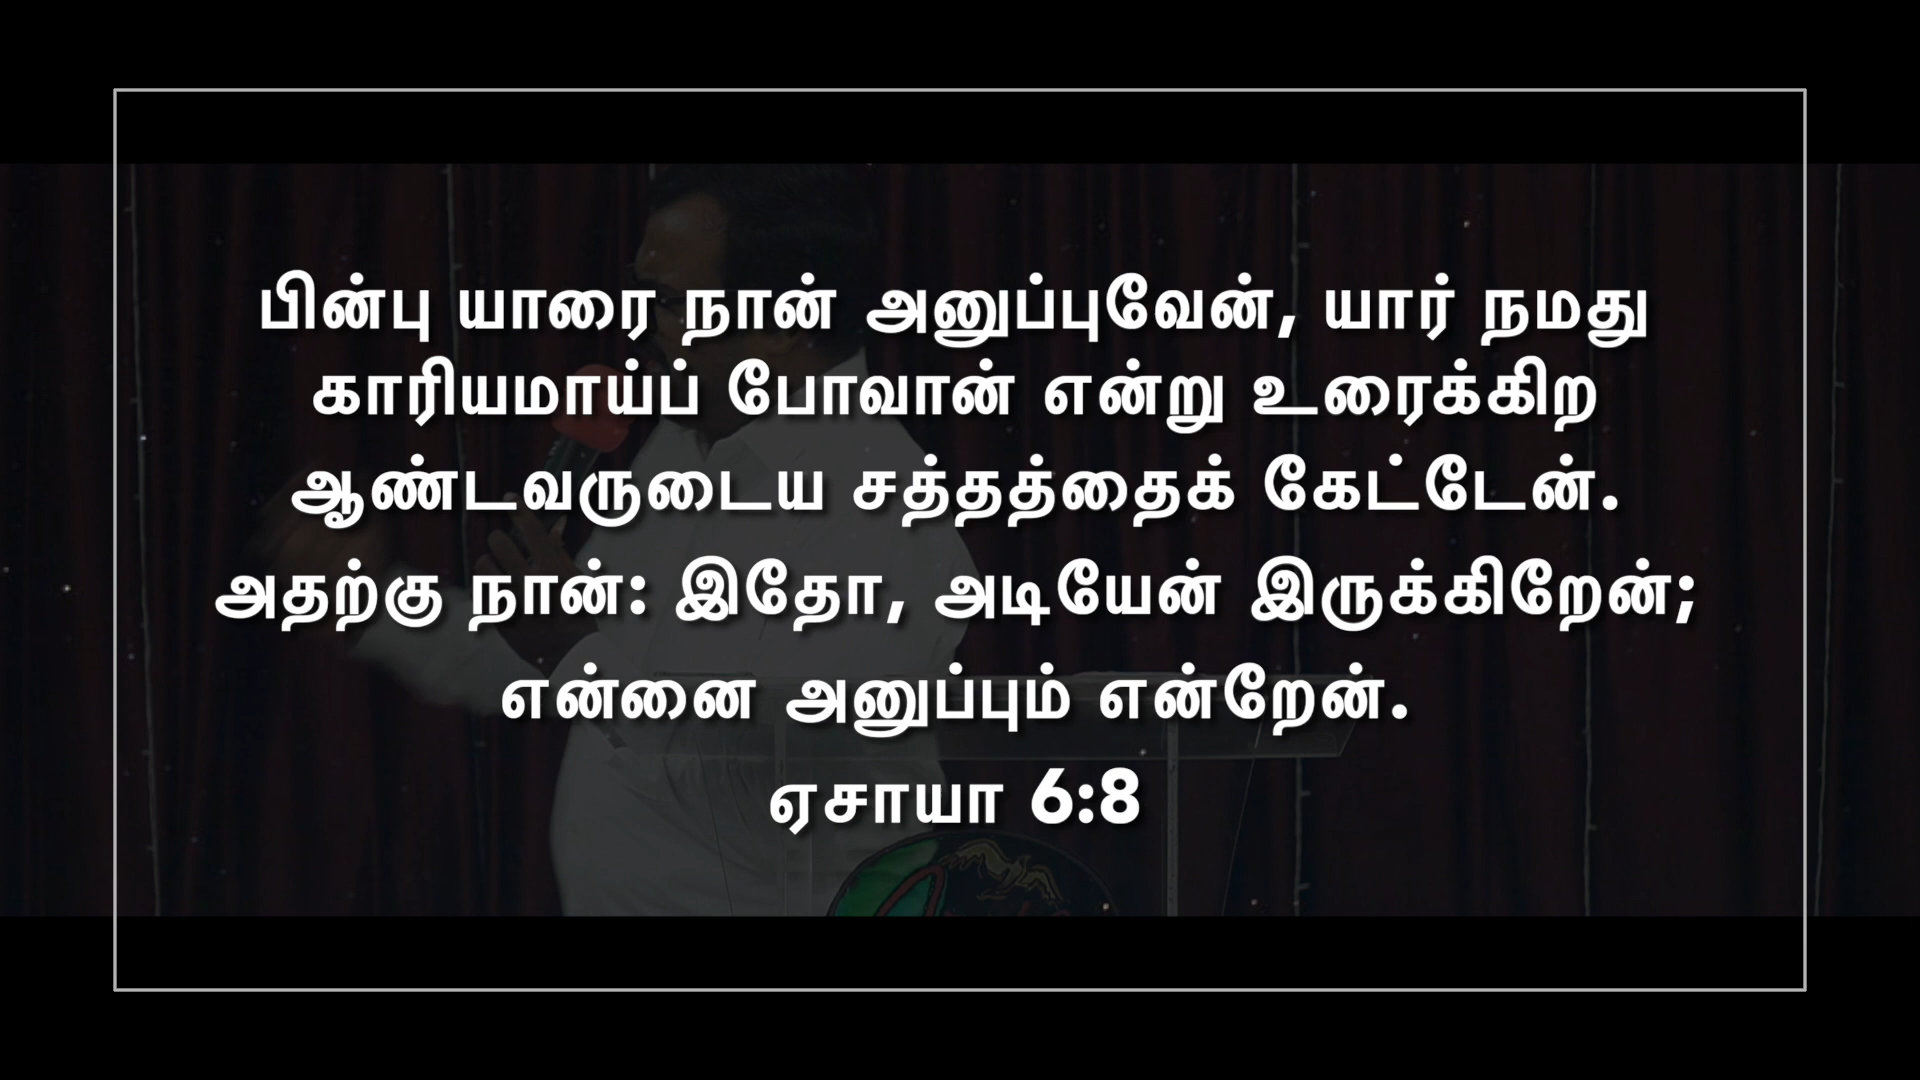 பின்பு யாரை நான் அனுப்புவேன், யார் நமது
காரியமாய்ப் போவான் என்று உரைக்கிற
ஆண்டவருடைய சத்தத்தைக் கேட்டேன்.
அதற்கு நான்: இதோ, அடியேன் இருக்கிறேன்;
என்னை அனுப்பும் என்றேன்.
ஏசாயா 6:8